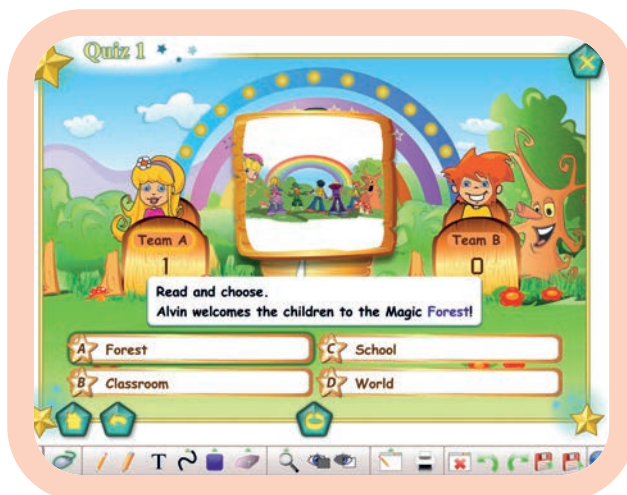 Quiz 1
Team A
1
Team B
0
Read and choose.
Alvin welcomes the children to the Magic Forest!
A Forest
B Classroom
C School
D World
T